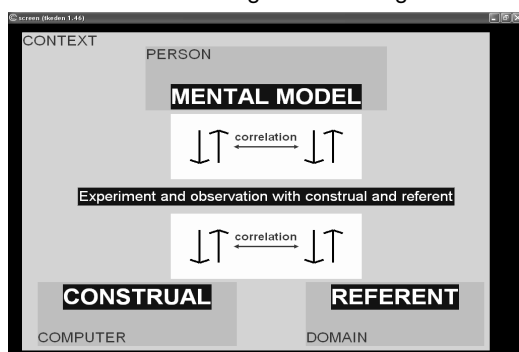 screen (tkeden 1.46)
CONTEXT
PERSON
MENTAL MODEL
correlation
Experiment and observation with construal and referent
correlation
CONSTRUAL
REFERENT
COMPUTER
DOMAIN